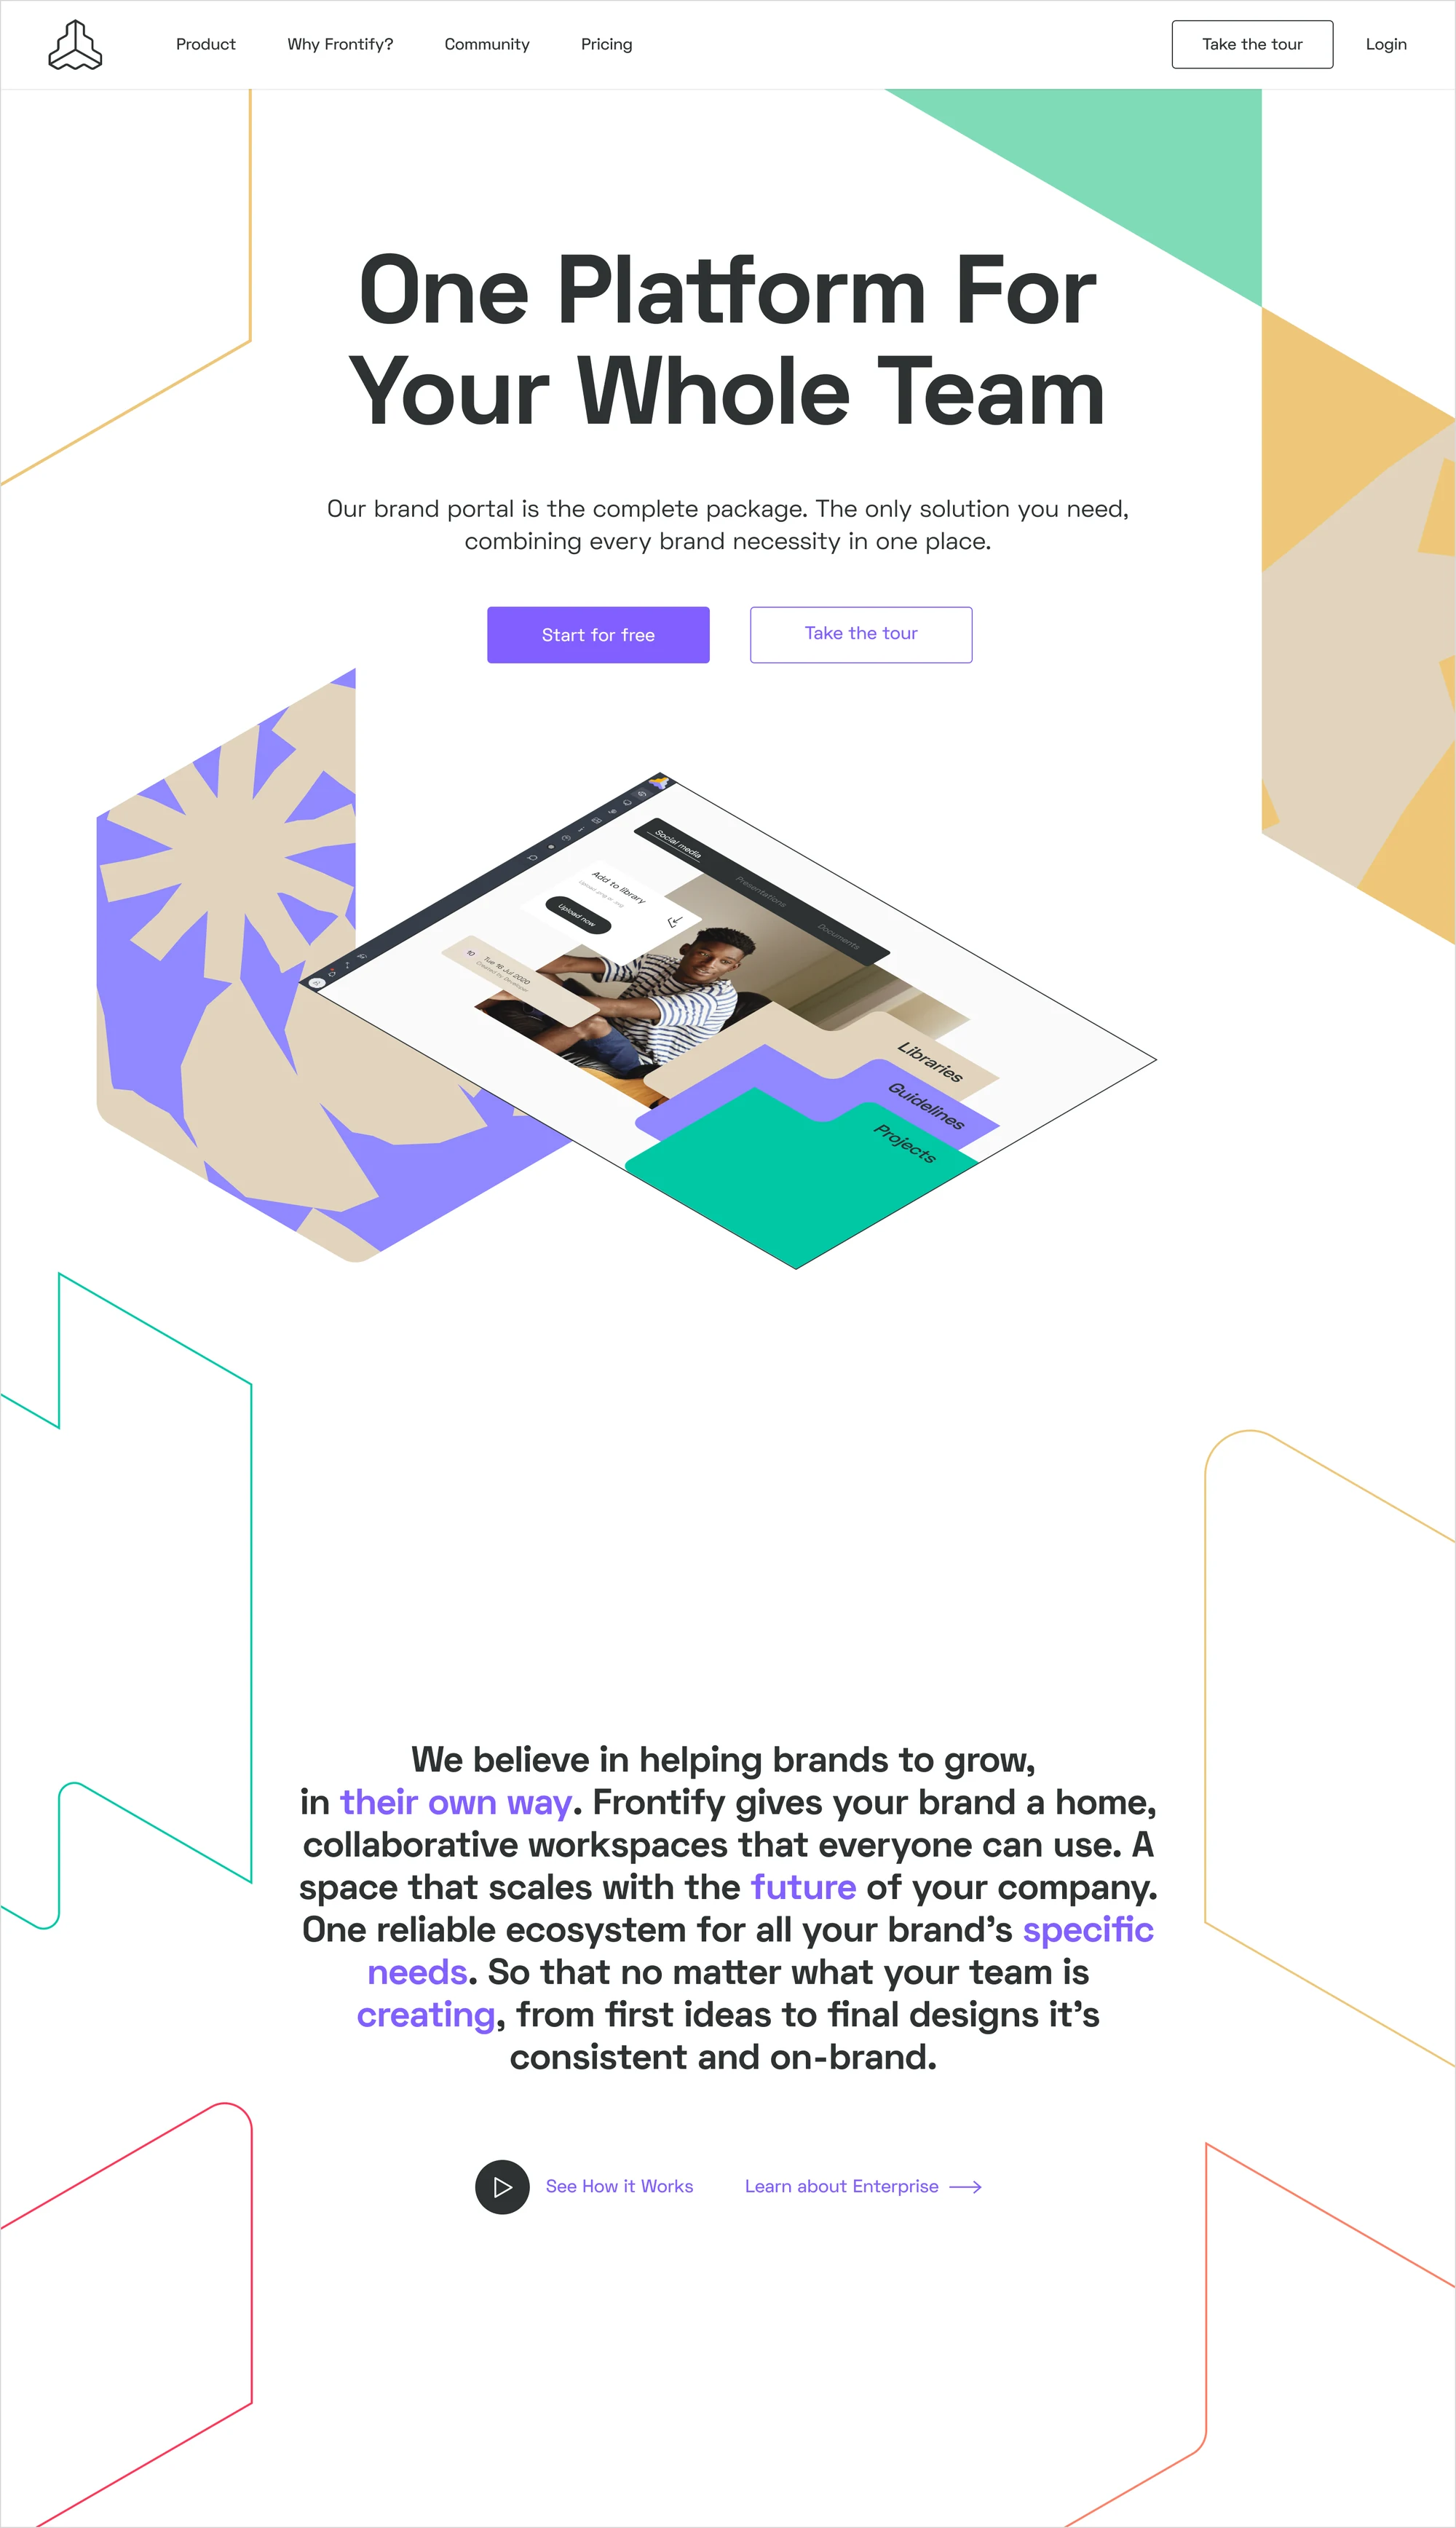 Product
Why Frontify?
Community
Pricing
Take the tour
Login
One Platform For
Your Whole Team
Our brand portal is the complete package. The only solution you need,
combining every brand necessity in one place.
Start for free
Take the tour
Social media
Presentations
Documents
Add to library
Upload now
10
Tue 16 Jul 2020
Created by Developer
Libraries
Guidelines
Projects
We believe in helping brands to grow,
in their own way. Frontify gives your brand a home,
collaborative workspaces that everyone can use. A
space that scales with the future of your company.
One reliable ecosystem for all your brand’s specific
needs. So that no matter what your team is
creating, from first ideas to final designs it’s
consistent and on-brand.
See How it Works
Learn about Enterprise